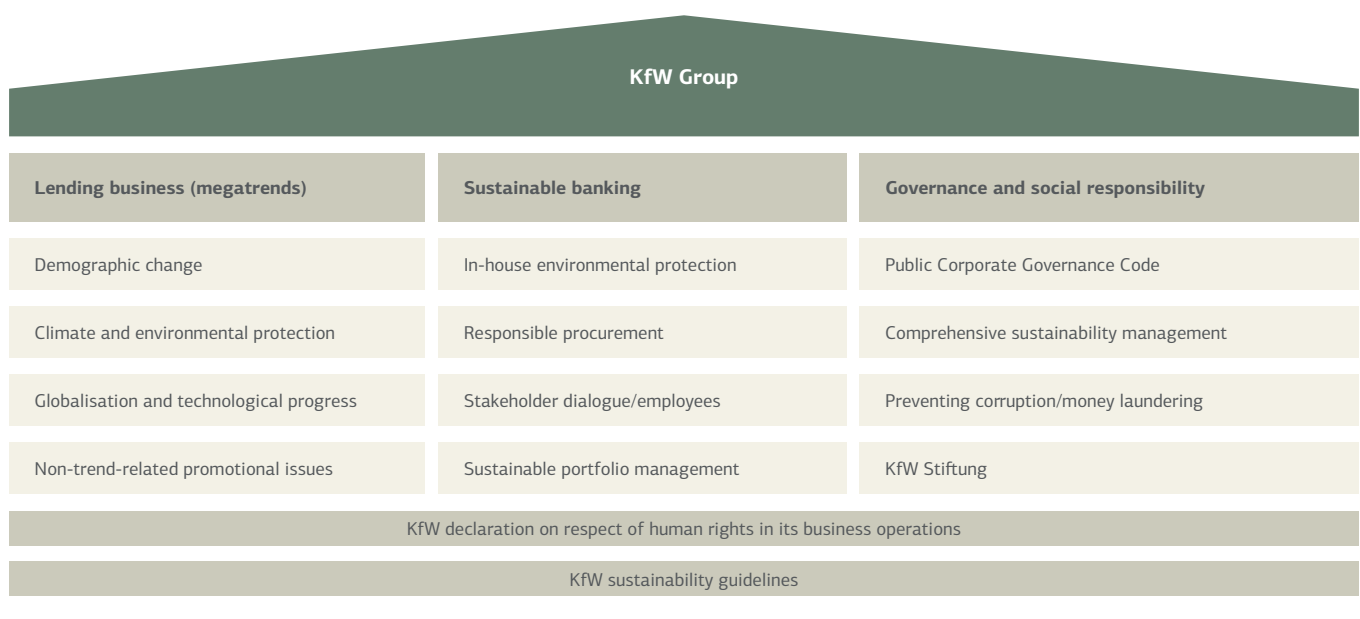 KfW Group
Lending business (megatrends)
Sustainable banking
Governance and social responsibility
Demographic change
In-house environmental protection
Public Corporate Governance Code
Climate and environmental protection
Responsible procurement
Comprehensive sustainability management
Globalisation and technological progress
Stakeholder dialogue/employees
Preventing corruption/money laundering
Non-trend-related promotional issues
Sustainable portfolio management
KfW Stiftung
KfW declaration on respect of human rights in its business operations
KfW sustainability guidelines